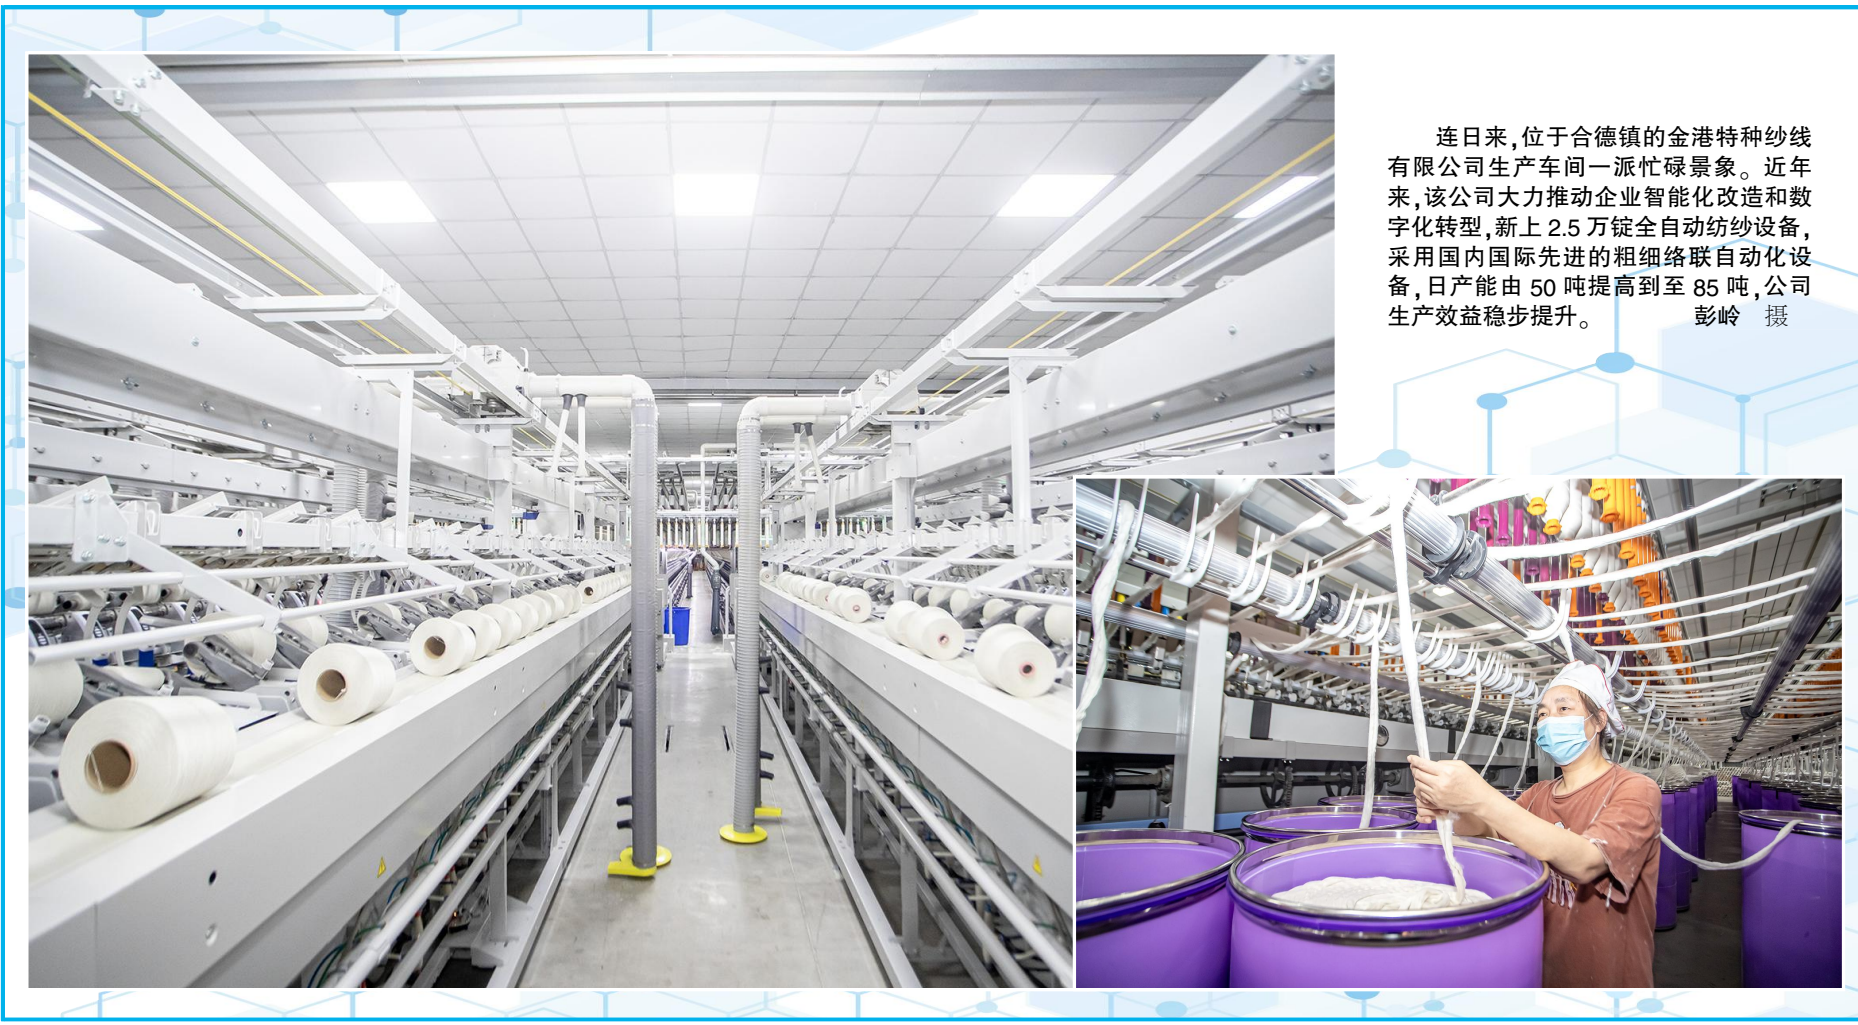 连日来,位于合德镇的金港特种纱线
有限公司生产车间一派忙碌景象。近年
来,该公司大力推动企业智能化改造和数
字化转型,新上 2.5 万锭全自动纺纱设备,
采用国内国际先进的粗细络联自动化设
备,日产能由 50 吨提高到至 85 吨,公司
生产效益稳步提升。 彭岭 摄